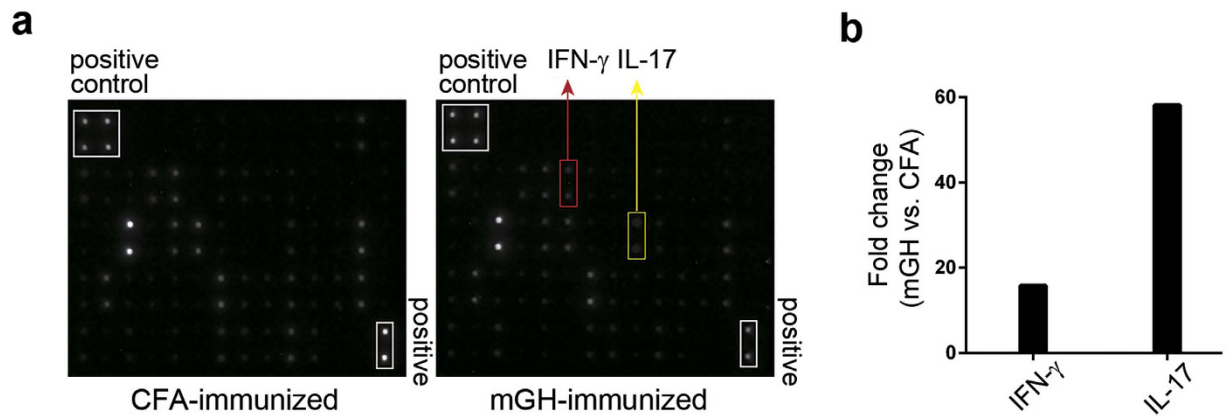 a
positive
control
CFA-immunized
positive
positive
control
IFN-γ IL-17
mGH-immunized
positive
b
Fold change
(mGH vs. CFA)
60
40
20
0
IFN-γ
IL-17